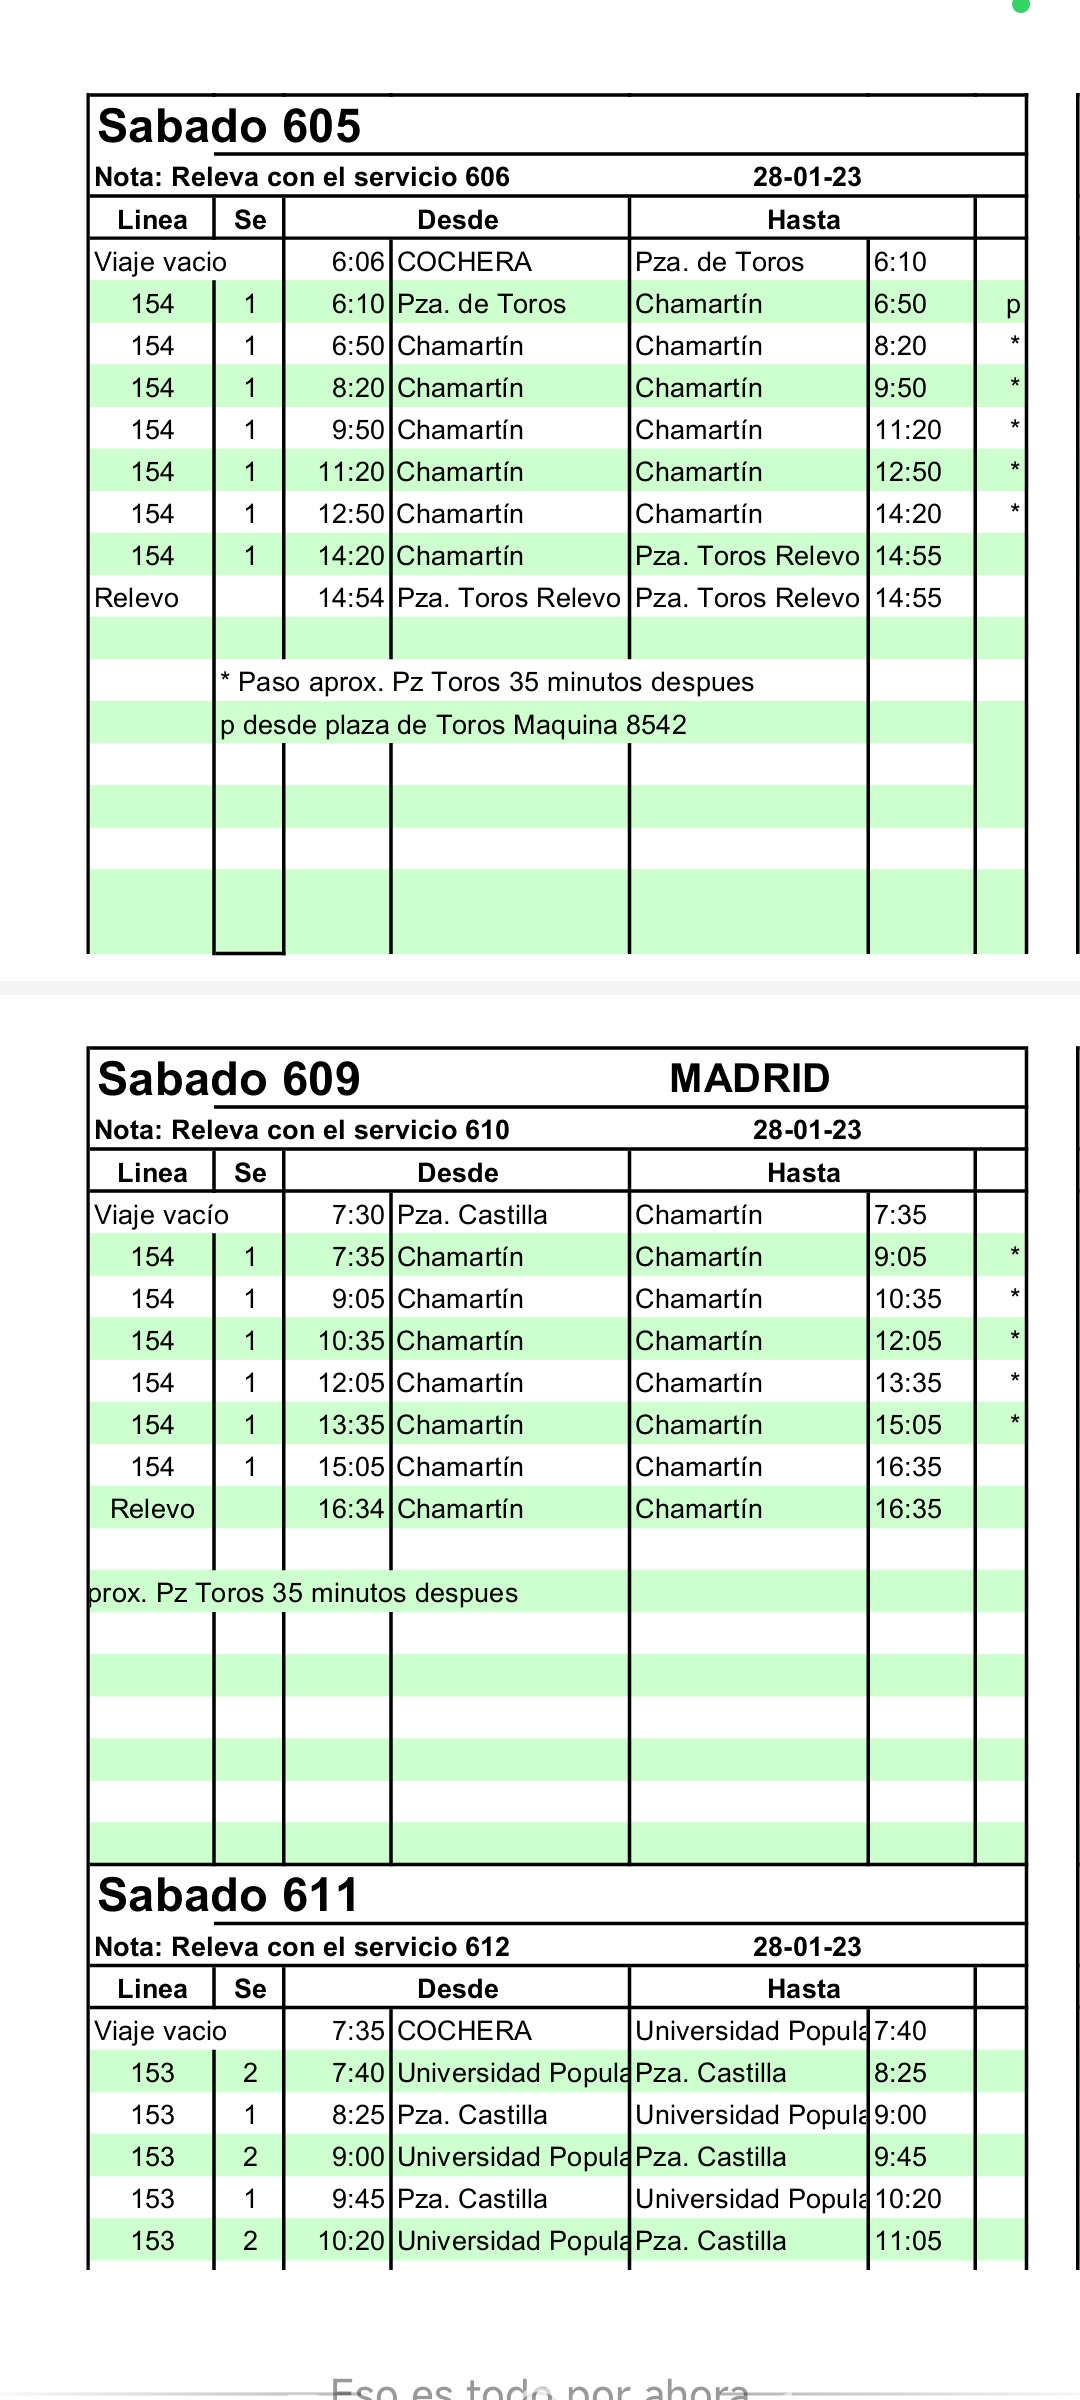 Sabado 605
Nota: Releva con el servicio 606 28-01-23
Linea Se Desde Hasta
Viaje vacio 6:06 COCHERA Pza. de Toros 6:10
154 1 6:10 Pza. de Toros Chamartín 6:50 p
154 1 6:50 Chamartín Chamartín 8:20 *
154 1 8:20 Chamartín Chamartín 9:50 *
154 1 9:50 Chamartín Chamartín 11:20 *
154 1 11:20 Chamartín Chamartín 12:50 *
154 1 12:50 Chamartín Chamartín 14:20 *
154 1 14:20 Chamartín Pza. Toros Relevo 14:55
Relevo 14:54 Pza. Toros Relevo Pza. Toros Relevo 14:55
* Paso aprox. Pz Toros 35 minutos despues
p desde plaza de Toros Maquina 8542
Sabado 609 MADRID
Nota: Releva con el servicio 610 28-01-23
Linea Se Desde Hasta
Viaje vacío 7:30 Pza. Castilla Chamartín 7:35
154 1 7:35 Chamartín Chamartín 9:05 *
154 1 9:05 Chamartín Chamartín 10:35 *
154 1 10:35 Chamartín Chamartín 12:05 *
154 1 12:05 Chamartín Chamartín 13:35 *
154 1 13:35 Chamartín Chamartín 15:05 *
154 1 15:05 Chamartín Chamartín 16:35
Relevo 16:34 Chamartín Chamartín 16:35
prox. Pz Toros 35 minutos despues
Sabado 611
Nota: Releva con el servicio 612 28-01-23
Linea Se Desde Hasta
Viaje vacio 7:35 COCHERA Universidad Popula 7:40
153 2 7:40 Universidad Popula Pza. Castilla 8:25
153 1 8:25 Pza. Castilla Universidad Popula 9:00
153 2 9:00 Universidad Popula Pza. Castilla 9:45
153 1 9:45 Pza. Castilla Universidad Popula 10:20
153 2 10:20 Universidad Popula Pza. Castilla 11:05
Eso es todo por ahora